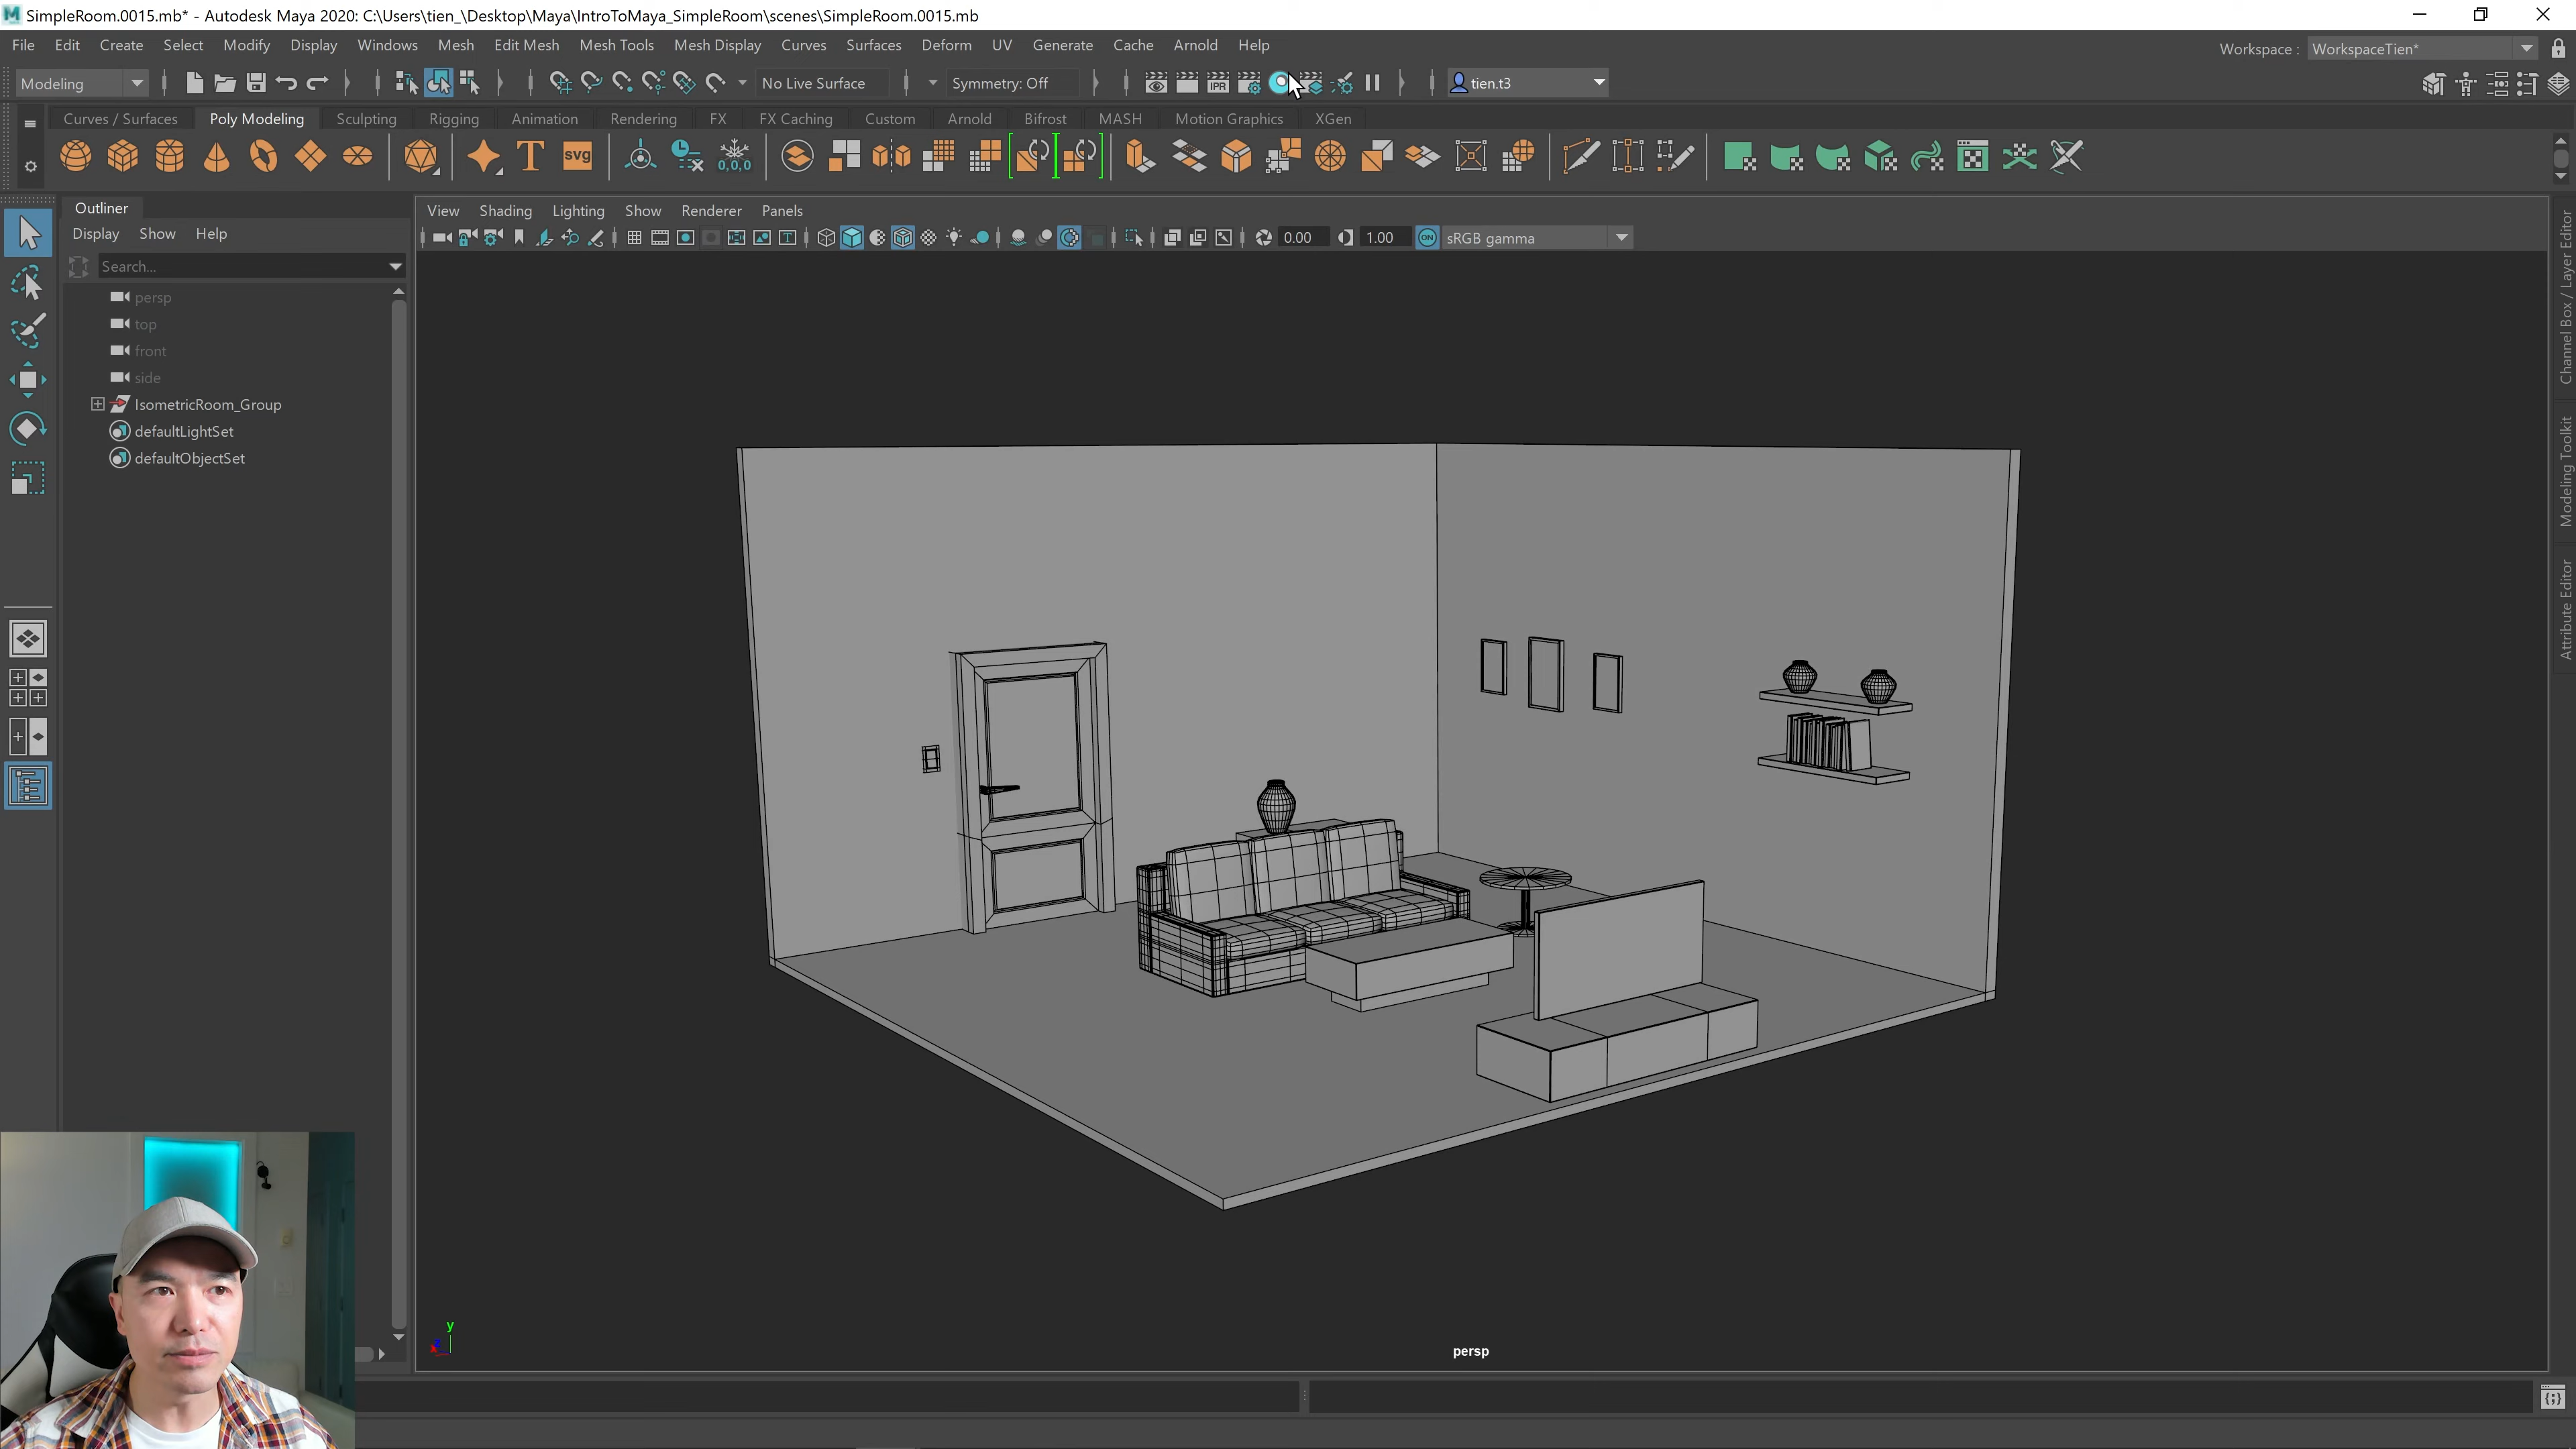 SimpleRoom.0015.mb* - Autodesk Maya 2020: C:\Users\tien_\Desktop\Maya\IntroToMaya_SimpleRoom\scenes\SimpleRoom.0015.mb
File Edit Create Select Modify Display Windows Mesh Edit Mesh Mesh Tools Mesh Display Curves Surfaces Deform UV Generate Cache Arnold Help
Workspace : WorkspaceTien*
Modeling No Live Surface Symmetry: Off IPR tien.t3
Curves / Surfaces Poly Modeling Sculpting Rigging Animation Rendering FX FX Caching Custom Arnold Bifrost MASH Motion Graphics XGen
T svg 0,0,0
Outliner
Display Show Help
Search...
persp
top
front
side
IsometricRoom_Group
defaultLightSet
defaultObjectSet
View Shading Lighting Show Renderer Panels
0.00 1.00 ON sRGB gamma
Channel Box / Layer Editor
Modeling Toolkit
Attribute Editor
y
z
persp